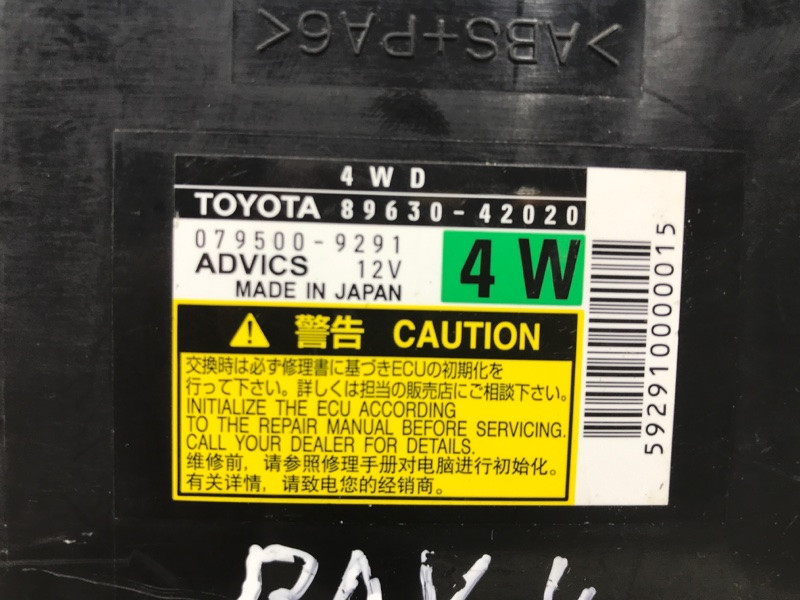 >ABS+PA6<
4WD
TOYOTA 89630-42020
079500-9291
ADVICS 12V
MADE IN JAPAN
4W
5929100000015
警告 CAUTION
交換時は必ず修理書に基づきECUの初期化を
行って下さい。詳しくは担当の販売店にご相談下さい。
INITIALIZE THE ECU ACCORDING
TO THE REPAIR MANUAL BEFORE SERVICING.
CALL YOUR DEALER FOR DETAILS.
维修前，请参照修理手册对电脑进行初始化。
有关详情，请致电您的经销商。
RAV4